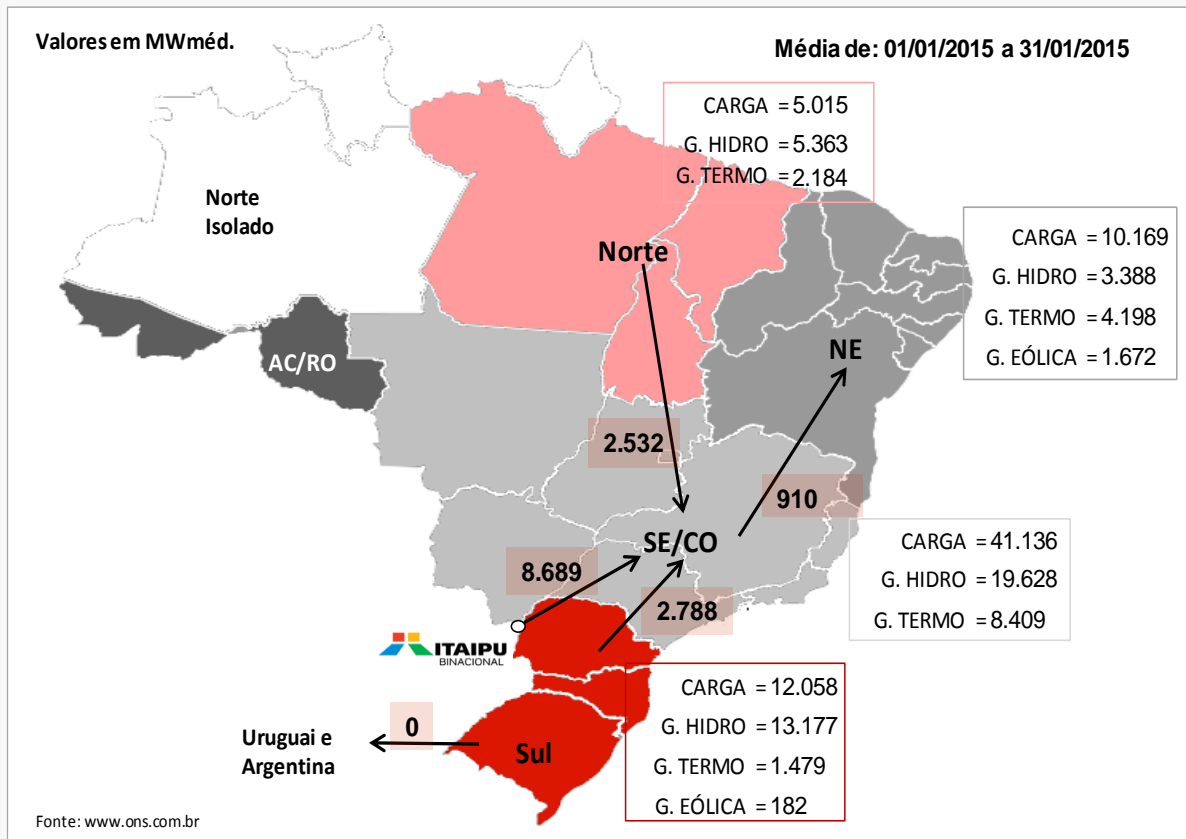 Valores em MWméd.
Média de: 01/01/2015 a 31/01/2015
CARGA = 5.015
G. HIDRO = 5.363
G. TERMO = 2.184
Norte
Isolado
Norte
CARGA = 10.169
G. HIDRO = 3.388
G. TERMO = 4.198
G. EÓLICA = 1.672
AC/RO
NE
2.532
910
SE/CO
CARGA = 41.136
G. HIDRO = 19.628
G. TERMO = 8.409
8.689
2.788
ITAIPU
BINACIONAL
CARGA = 12.058
G. HIDRO = 13.177
G. TERMO = 1.479
G. EÓLICA = 182
0
Uruguai e
Argentina
Sul
Fonte: www.ons.com.br